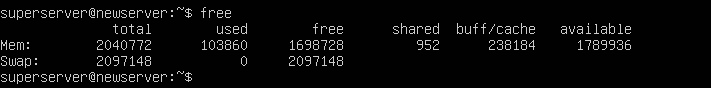 superserver@newserver:~$ free
              total        used        free      shared  buff/cache   available
Mem:        2040772      103860     1698728         952      238184     1789936
Swap:       2097148           0     2097148
superserver@newserver:~$